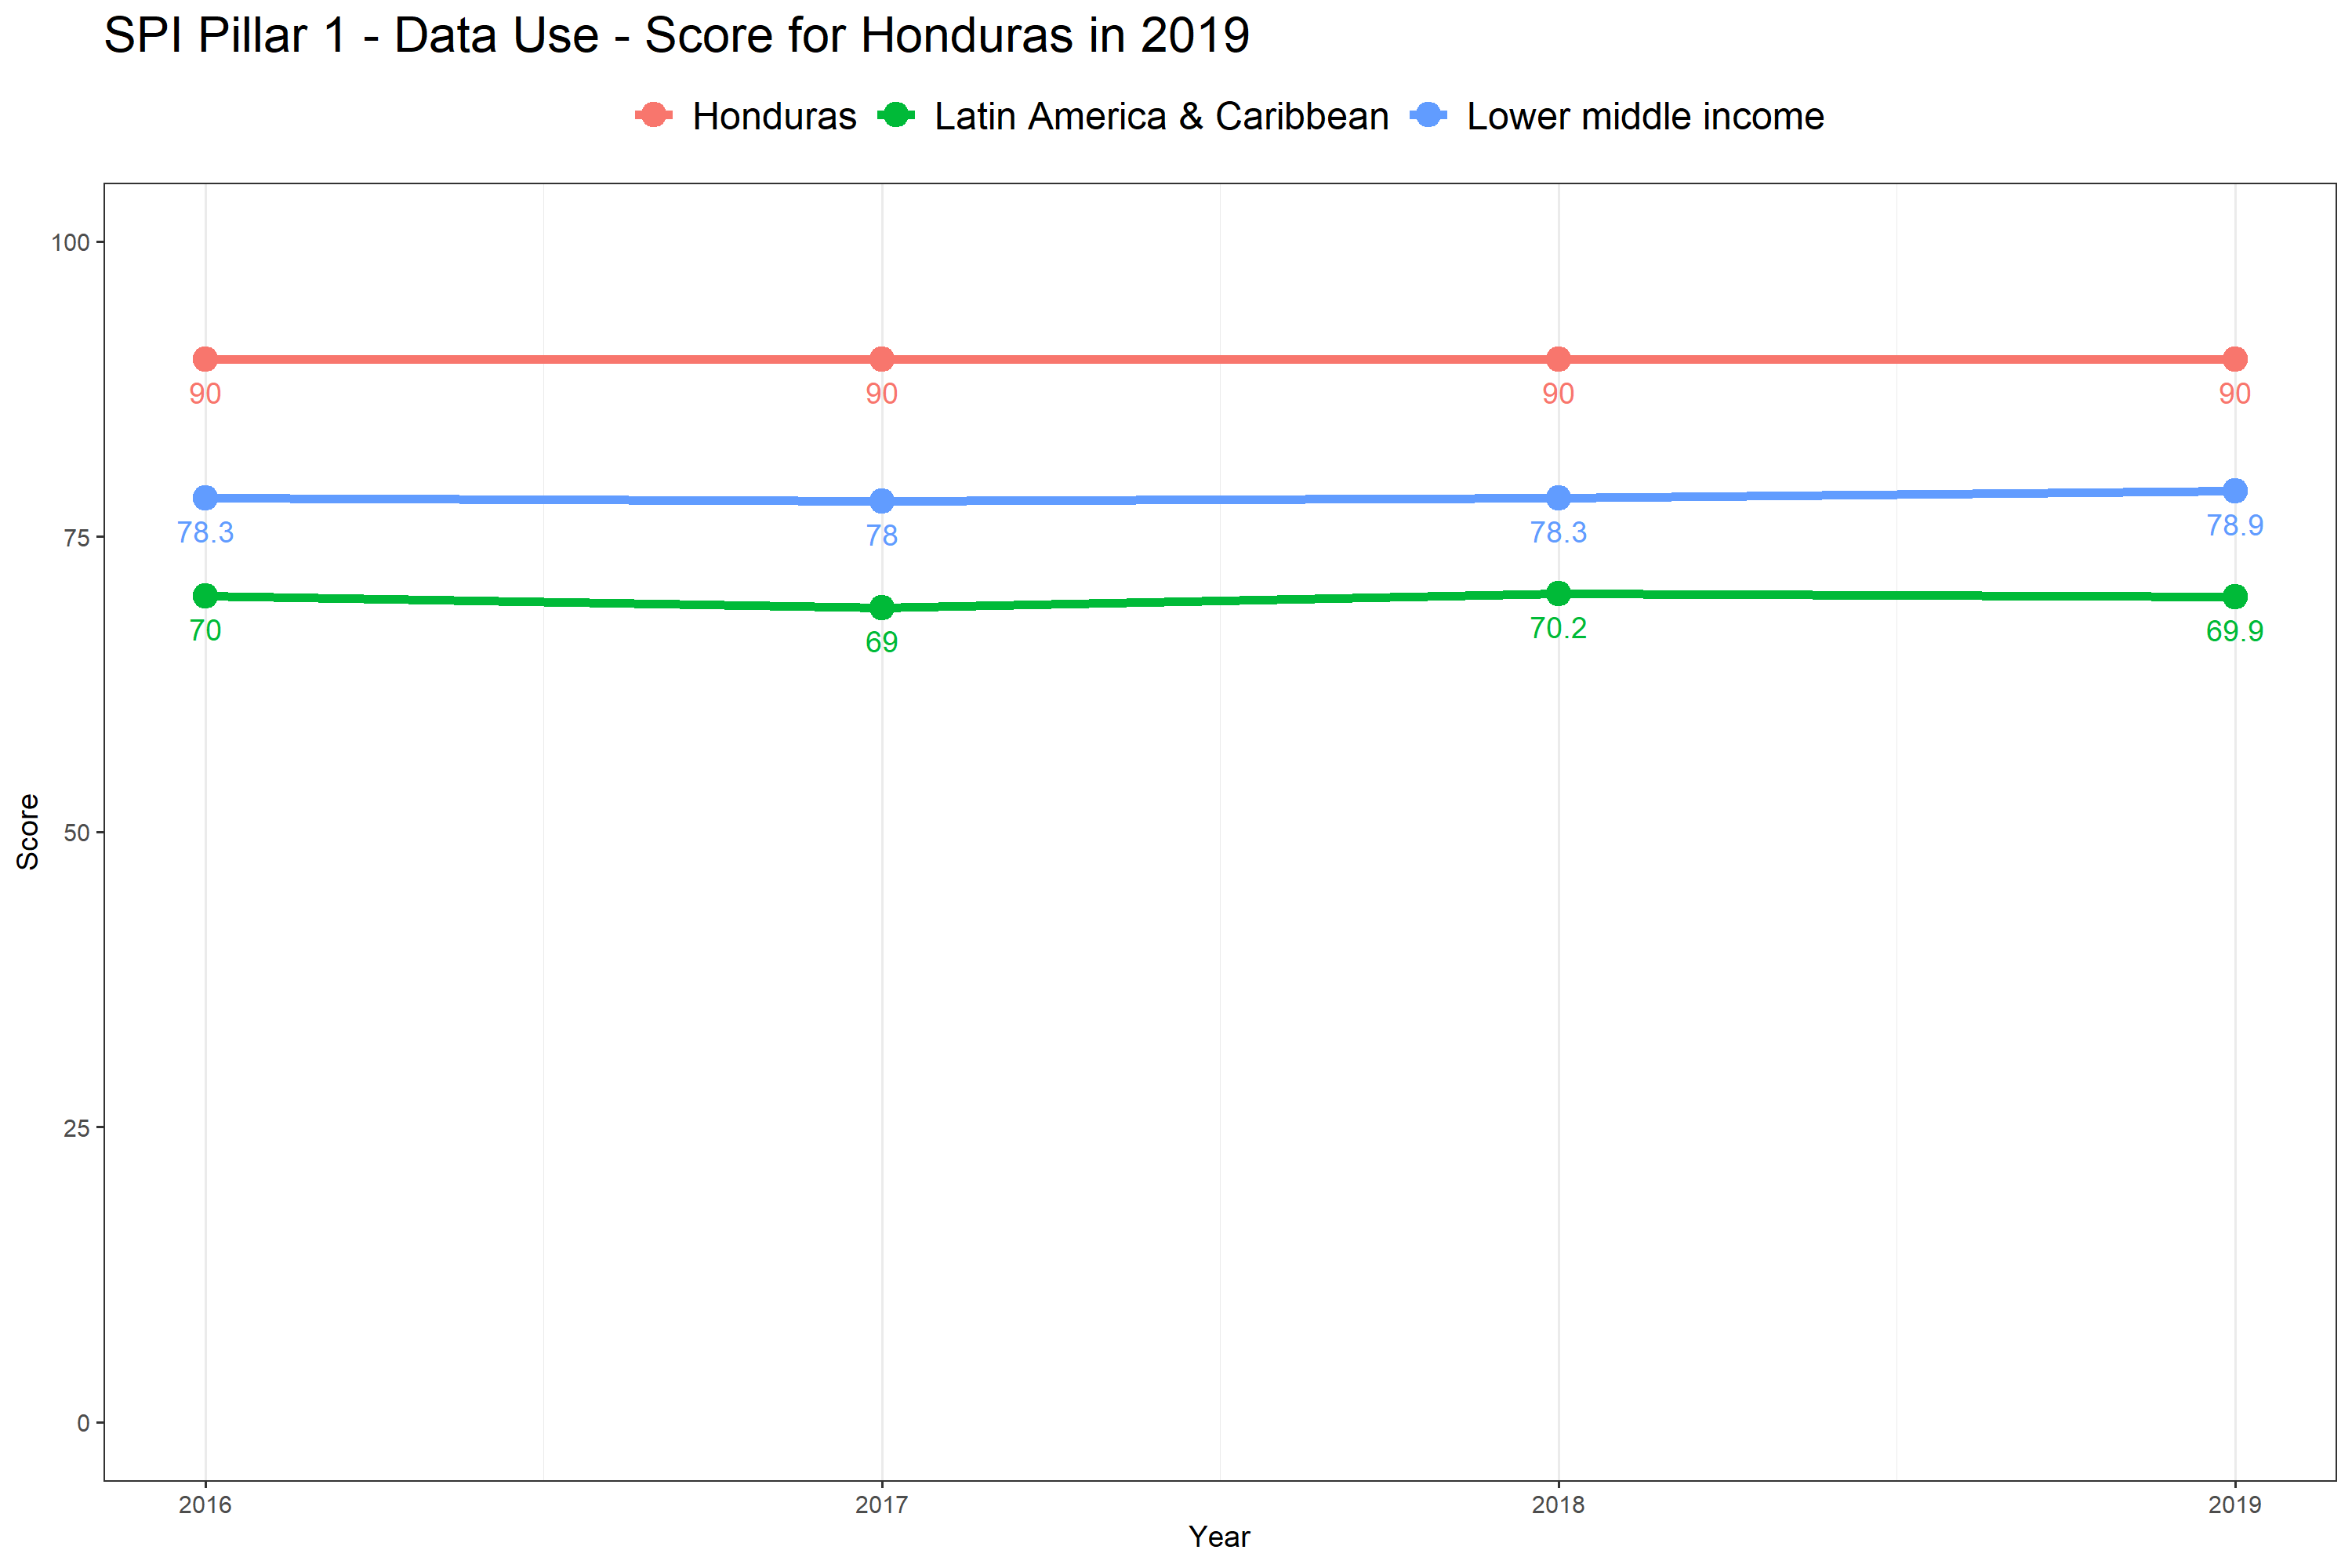 SPI Pillar 1 - Data Use - Score for Honduras in 2019
Honduras Latin America & Caribbean Lower middle income
100
90 90 90 90
78.3 78 78.3 78.9
75
70 69 70.2 69.9
Score
50
25
0
2016 2017 2018 2019
Year